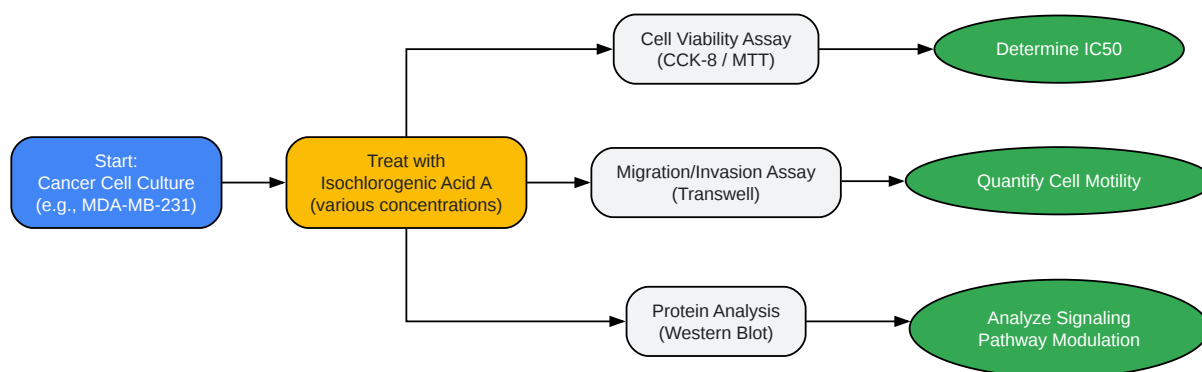 Start:
Cancer Cell Culture
(e.g., MDA-MB-231)
Treat with
Isochlorogenic Acid A
(various concentrations)
Cell Viability Assay
(CCK-8 / MTT)
Determine IC50
Migration/Invasion Assay
(Transwell)
Quantify Cell Motility
Protein Analysis
(Western Blot)
Analyze Signaling
Pathway Modulation